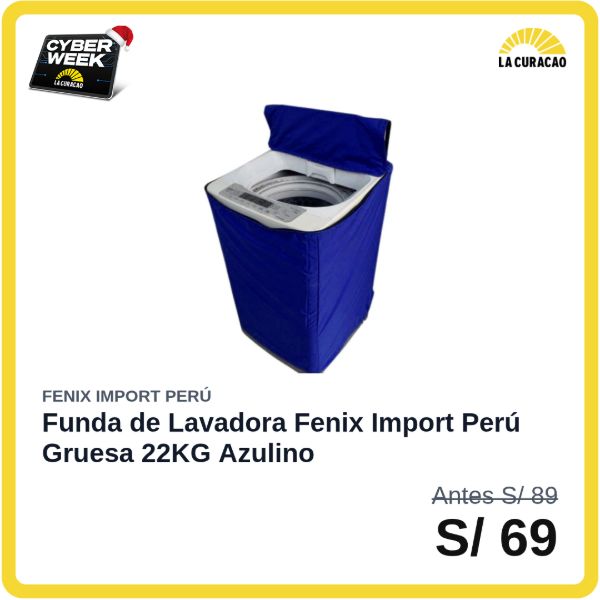 CYBER
WEEK
LA CURACAO
LA CURACAO
FENIX IMPORT PERÚ
Funda de Lavadora Fenix Import Perú
Gruesa 22KG Azulino
Antes S/ 89
S/ 69